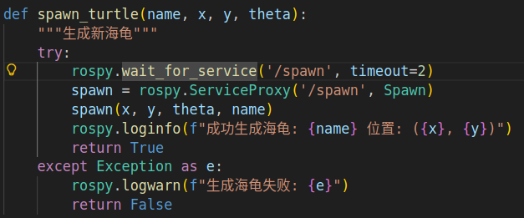 def spawn_turtle(name, x, y, theta):
    """生成新海龟"""
    try:
        rospy.wait_for_service('/spawn', timeout=2)
        spawn = rospy.ServiceProxy('/spawn', Spawn)
        spawn(x, y, theta, name)
        rospy.loginfo(f"成功生成海龟: {name} 位置: ({x}, {y})")
        return True
    except Exception as e:
        rospy.logwarn(f"生成海龟失败: {e}")
        return False